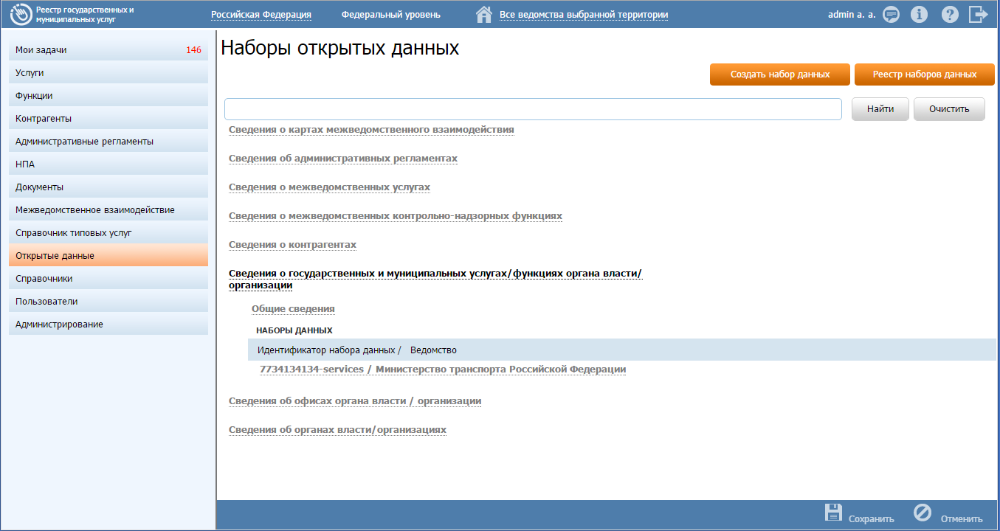 Реестр государственных и
муниципальных услуг
Российская Федерация
Федеральный уровень
Все ведомства выбранной территории
admin a. a.
Мои задачи 146
Услуги
Функции
Контрагенты
Административные регламенты
НПА
Документы
Межведомственное взаимодействие
Справочник типовых услуг
Открытые данные
Справочники
Пользователи
Администрирование
Наборы открытых данных
Создать набор данных
Реестр наборов данных
Найти
Очистить
Сведения о картах межведомственного взаимодействия
Сведения об административных регламентах
Сведения о межведомственных услугах
Сведения о межведомственных контрольно-надзорных функциях
Сведения о контрагентах
Сведения о государственных и муниципальных услугах/функциях органа власти/
организации
Общие сведения
НАБОРЫ ДАННЫХ
Идентификатор набора данных / Ведомство
7734134134-services / Министерство транспорта Российской Федерации
Сведения об офисах органа власти / организации
Сведения об органах власти/организациях
Сохранить
Отменить